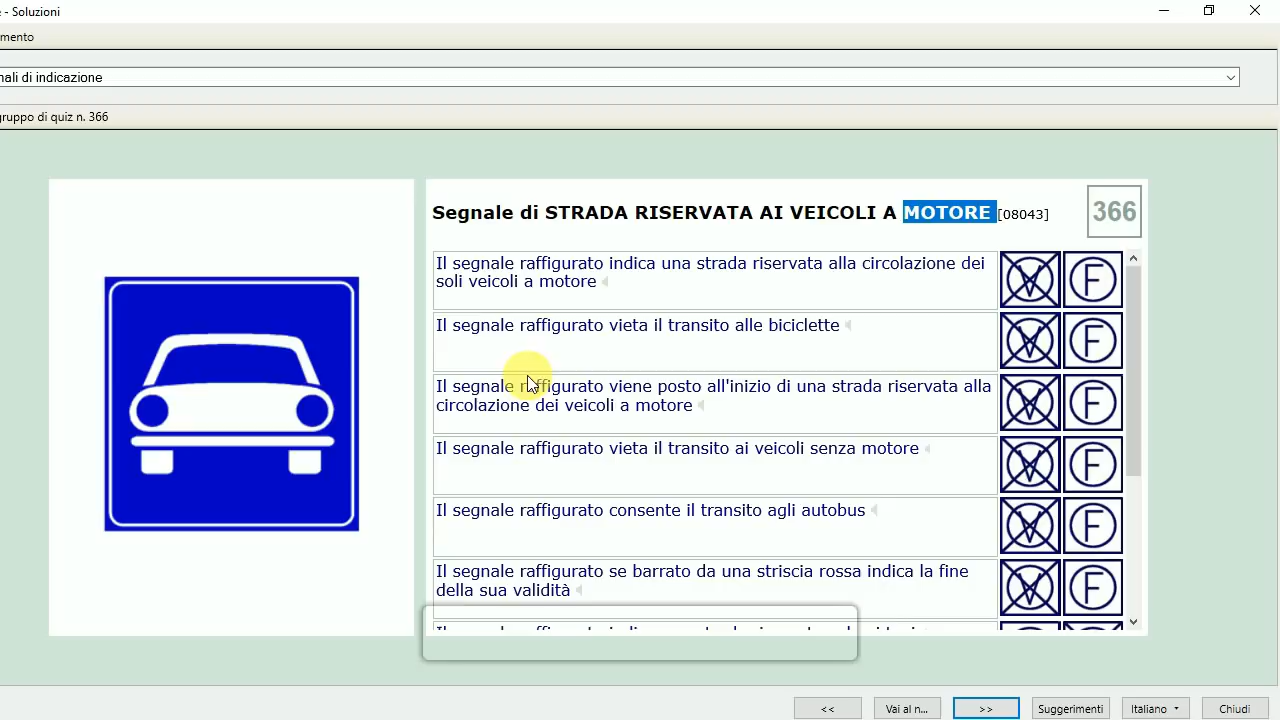 - Soluzioni
mento
nali di indicazione
gruppo di quiz n. 366
Segnale di STRADA RISERVATA AI VEICOLI A MOTORE [08043]
366
Il segnale raffigurato indica una strada riservata alla circolazione dei
soli veicoli a motore
V F
Il segnale raffigurato vieta il transito alle biciclette
V F
Il segnale raffigurato viene posto all'inizio di una strada riservata alla
circolazione dei veicoli a motore
V F
Il segnale raffigurato vieta il transito ai veicoli senza motore
V F
Il segnale raffigurato consente il transito agli autobus
V F
Il segnale raffigurato se barrato da una striscia rossa indica la fine
della sua validità
V F
<< Vai al n... >> Suggerimenti Italiano Chiudi